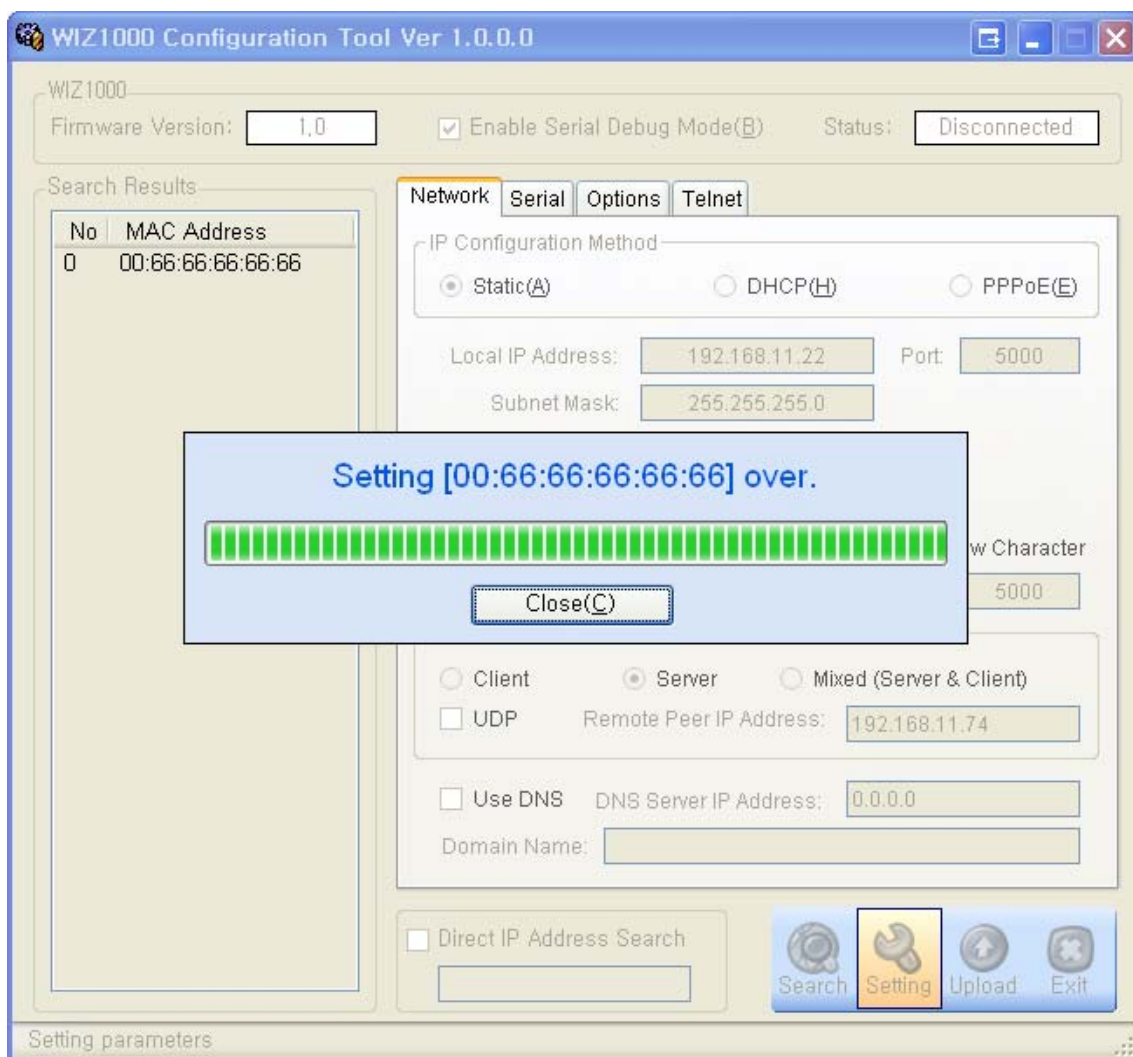 WIZ1000 Configuration Tool Ver 1.0.0.0
WIZ1000
Firmware Version: 1,0 Enable Serial Debug Mode(B) Status: Disconnected
Search Results
No MAC Address
0 00:66:66:66:66:66
Network Serial Options Telnet
IP Configuration Method
Static(A) DHCP(H) PPPoE(E)
Local IP Address: 192.168.11.22 Port: 5000
Subnet Mask: 255.255.255.0
Setting [00:66:66:66:66:66] over.
w Character
Close(C)
5000
Client Server Mixed (Server & Client)
UDP Remote Peer IP Address: 192.168.11.74
Use DNS DNS Server IP Address: 0.0.0.0
Domain Name:
Direct IP Address Search
Search Setting Upload Exit
Setting parameters